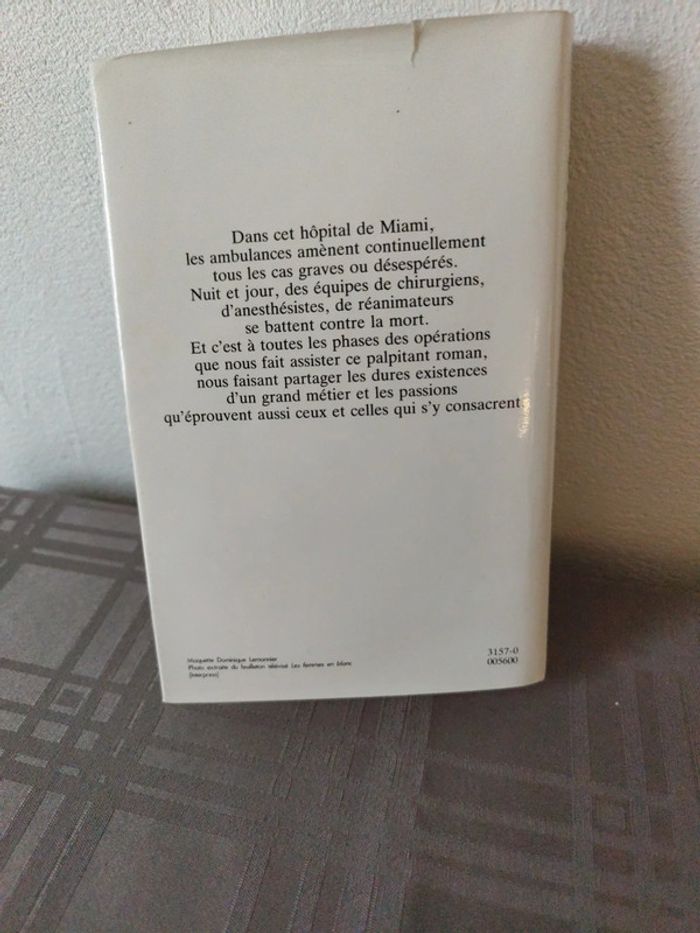 Dans cet hôpital de Miami,
les ambulances amènent continuellement
tous les cas graves ou désespérés.
Nuit et jour, des équipes de chirurgiens,
d'anesthésistes, de réanimateurs
se battent contre la mort.
Et c'est à toutes les phases des opérations
que nous fait assister ce palpitant roman,
nous faisant partager les dures existences
d'un grand métier et les passions
qu'éprouvent aussi ceux et celles qui s'y consacrent.
Maquette Dominique Lemonnier
Photo extraite du feuilleton télévisé Les femmes en blanc
(Interpress)
3157-0
005600